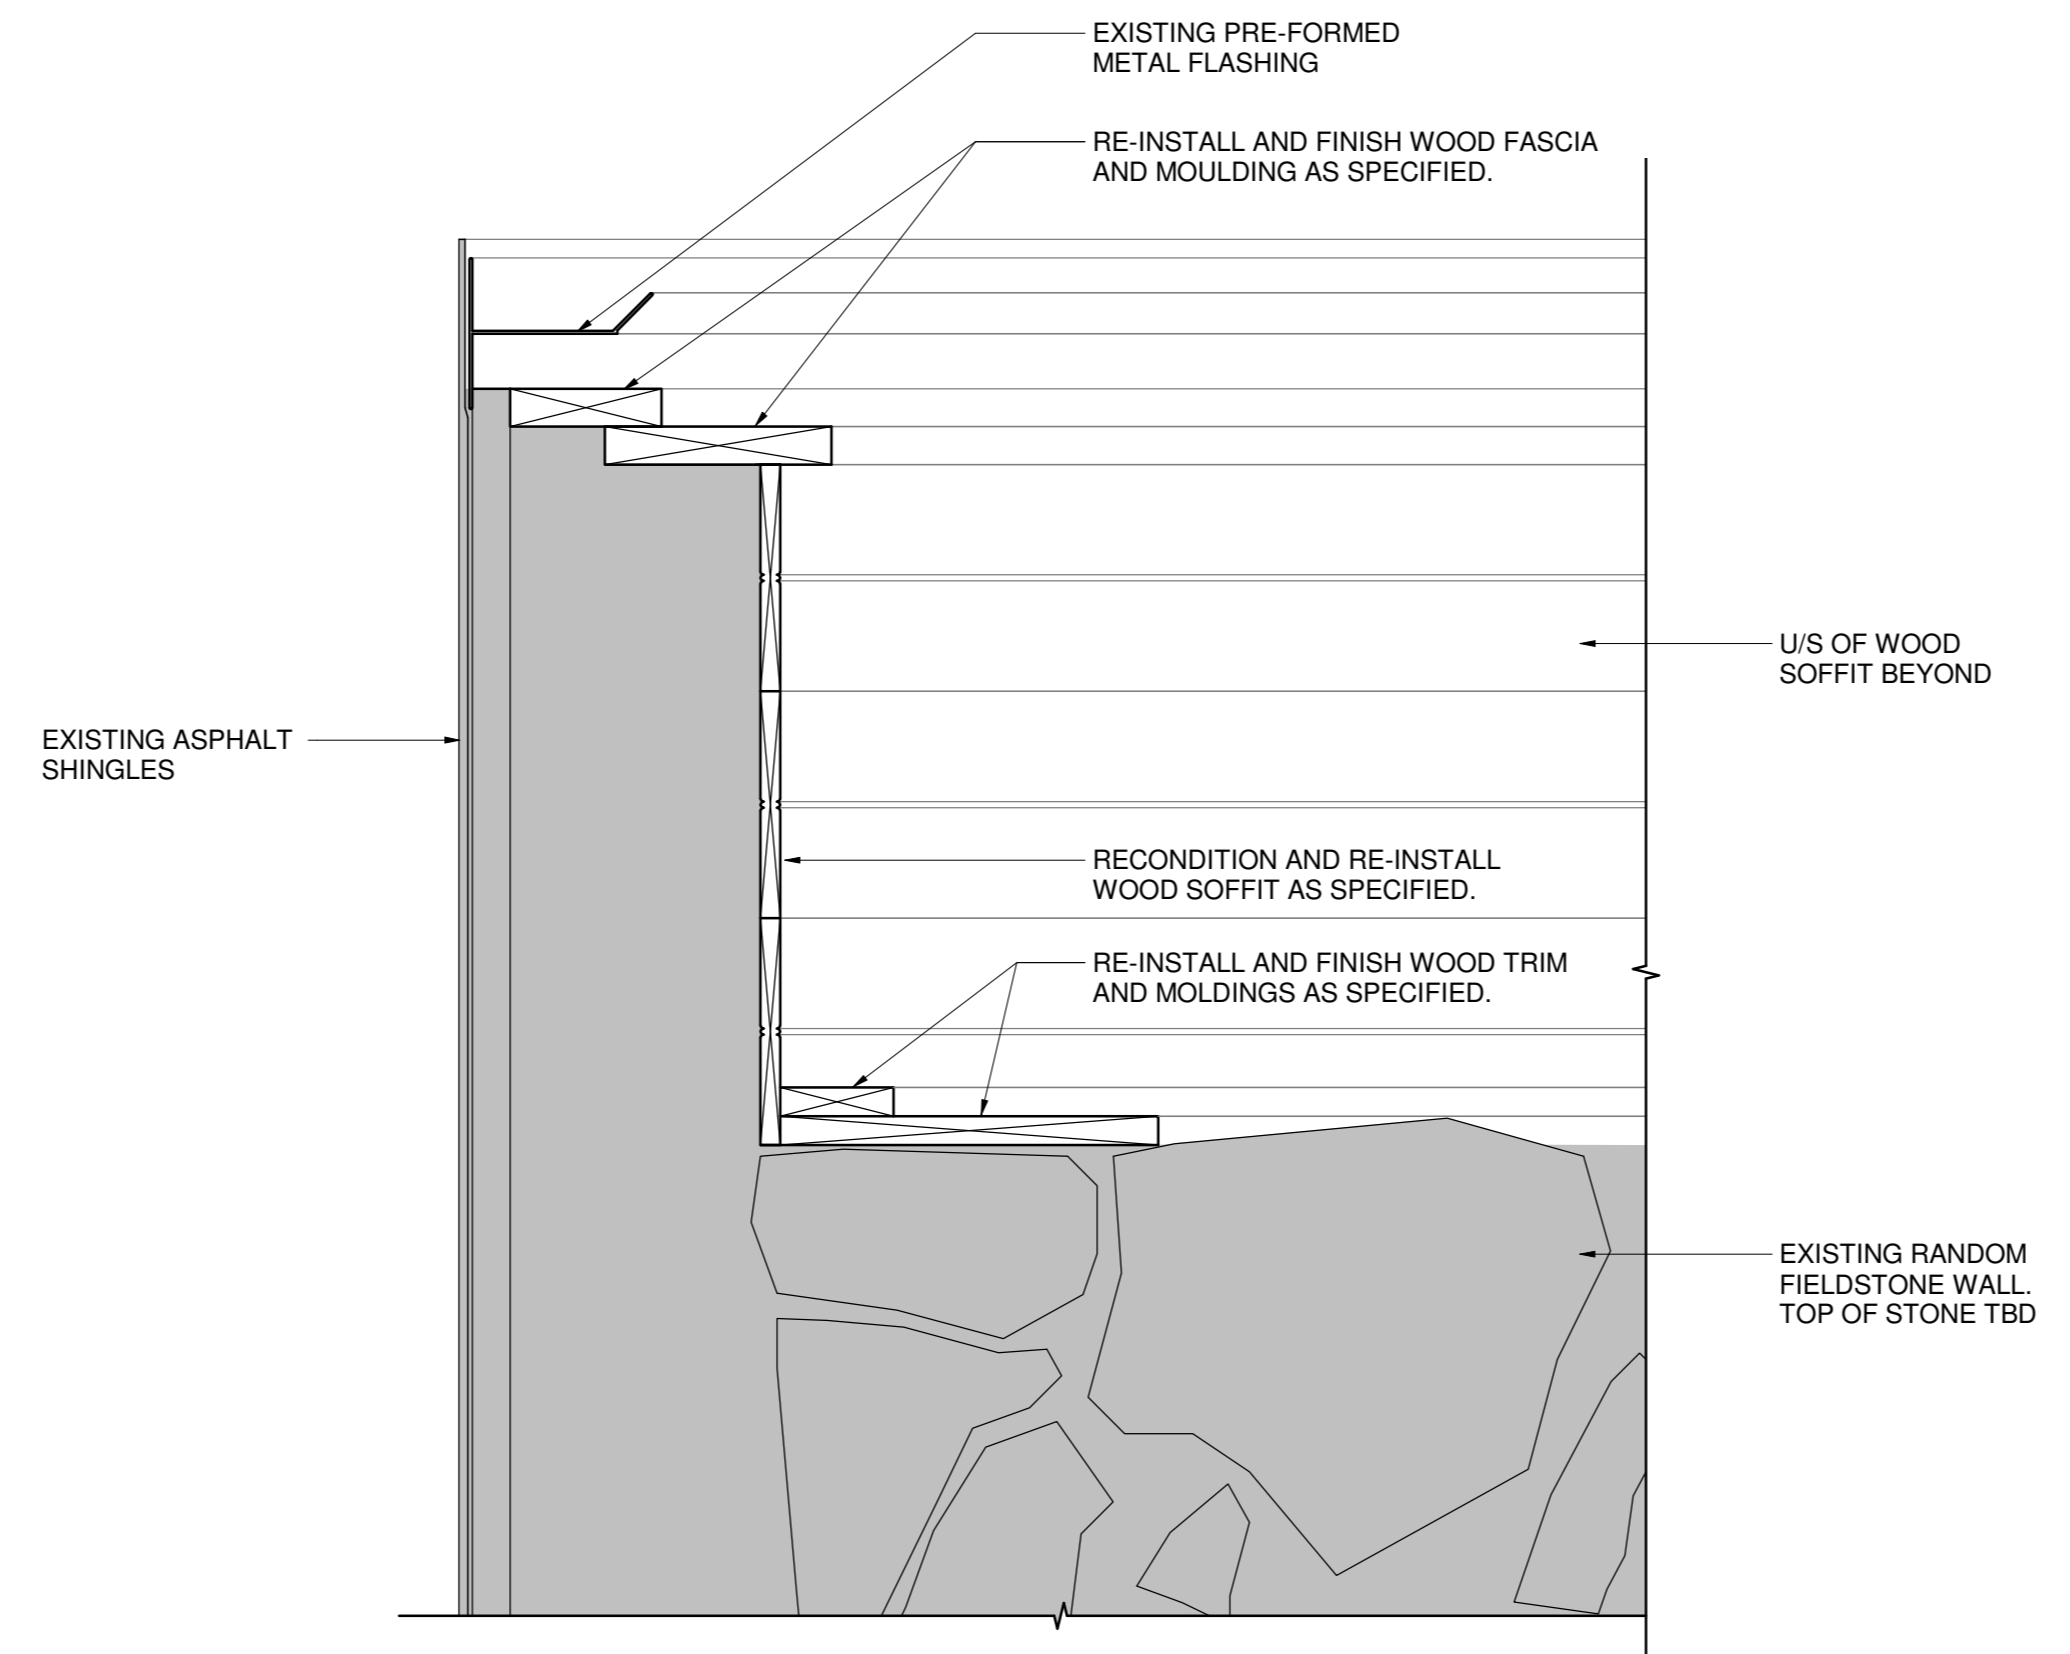 EXISTING PRE-FORMED
METAL FLASHING
RE-INSTALL AND FINISH WOOD FASCIA
AND MOULDING AS SPECIFIED.
U/S OF WOOD
SOFFIT BEYOND
EXISTING ASPHALT
SHINGLES
RECONDITION AND RE-INSTALL
WOOD SOFFIT AS SPECIFIED.
RE-INSTALL AND FINISH WOOD TRIM
AND MOLDINGS AS SPECIFIED.
EXISTING RANDOM
FIELDSTONE WALL.
TOP OF STONE TBD